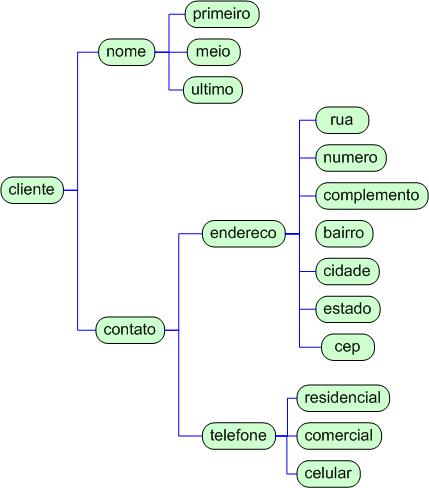 cliente
nome
primeiro
meio
ultimo
contato
endereco
rua
numero
complemento
bairro
cidade
estado
cep
telefone
residencial
comercial
celular